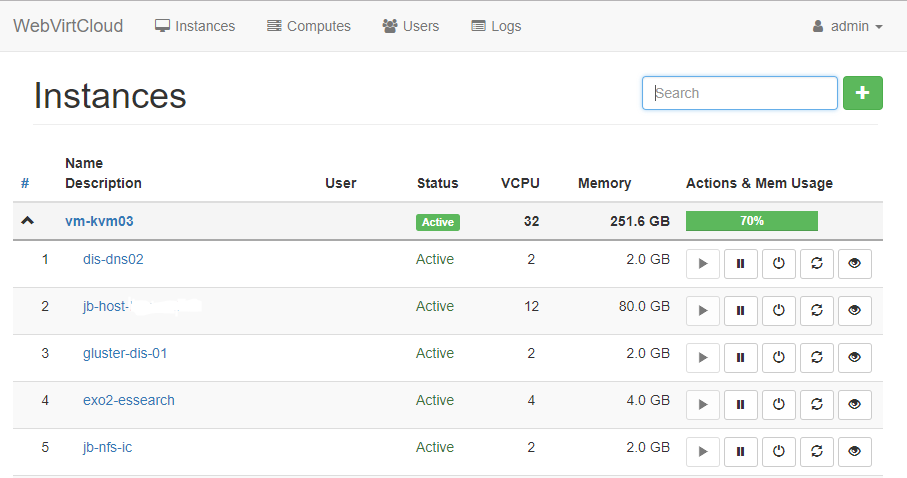 WebVirtCloud Instances Computes Users Logs admin
Instances
Search
Name
# Description User Status VCPU Memory Actions & Mem Usage
vm-kvm03 Active 32 251.6 GB 70%
1 dis-dns02 Active 2 2.0 GB
2 jb-host- Active 12 80.0 GB
3 gluster-dis-01 Active 2 2.0 GB
4 exo2-essearch Active 4 4.0 GB
5 jb-nfs-ic Active 2 2.0 GB